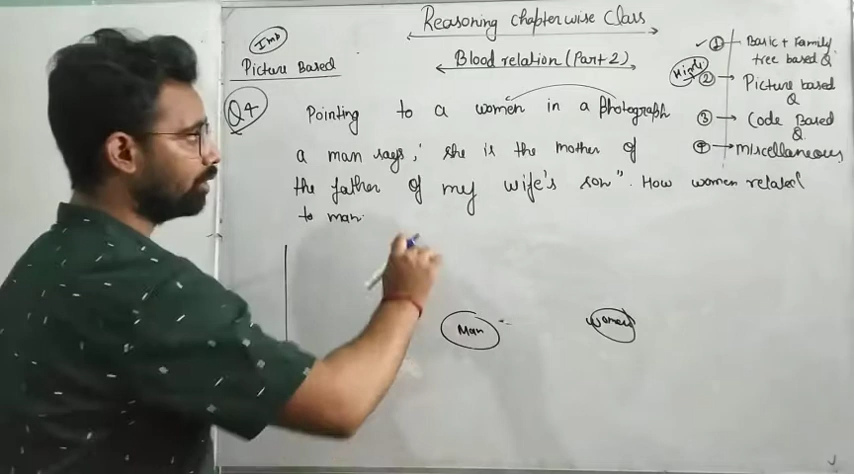 Reasoning chapterwise Class
Imp
Picture Based
Blood relation (Part 2)
① Basic + Family
tree based Q
Hindi
② → Picture based
Q
③ → Code Based
Q
④ → miscellaneous
Q4
Pointing to a women in a Photograph
a man says, "she is the mother of
the father of my wife's son". How women related
to man.
Man
Women